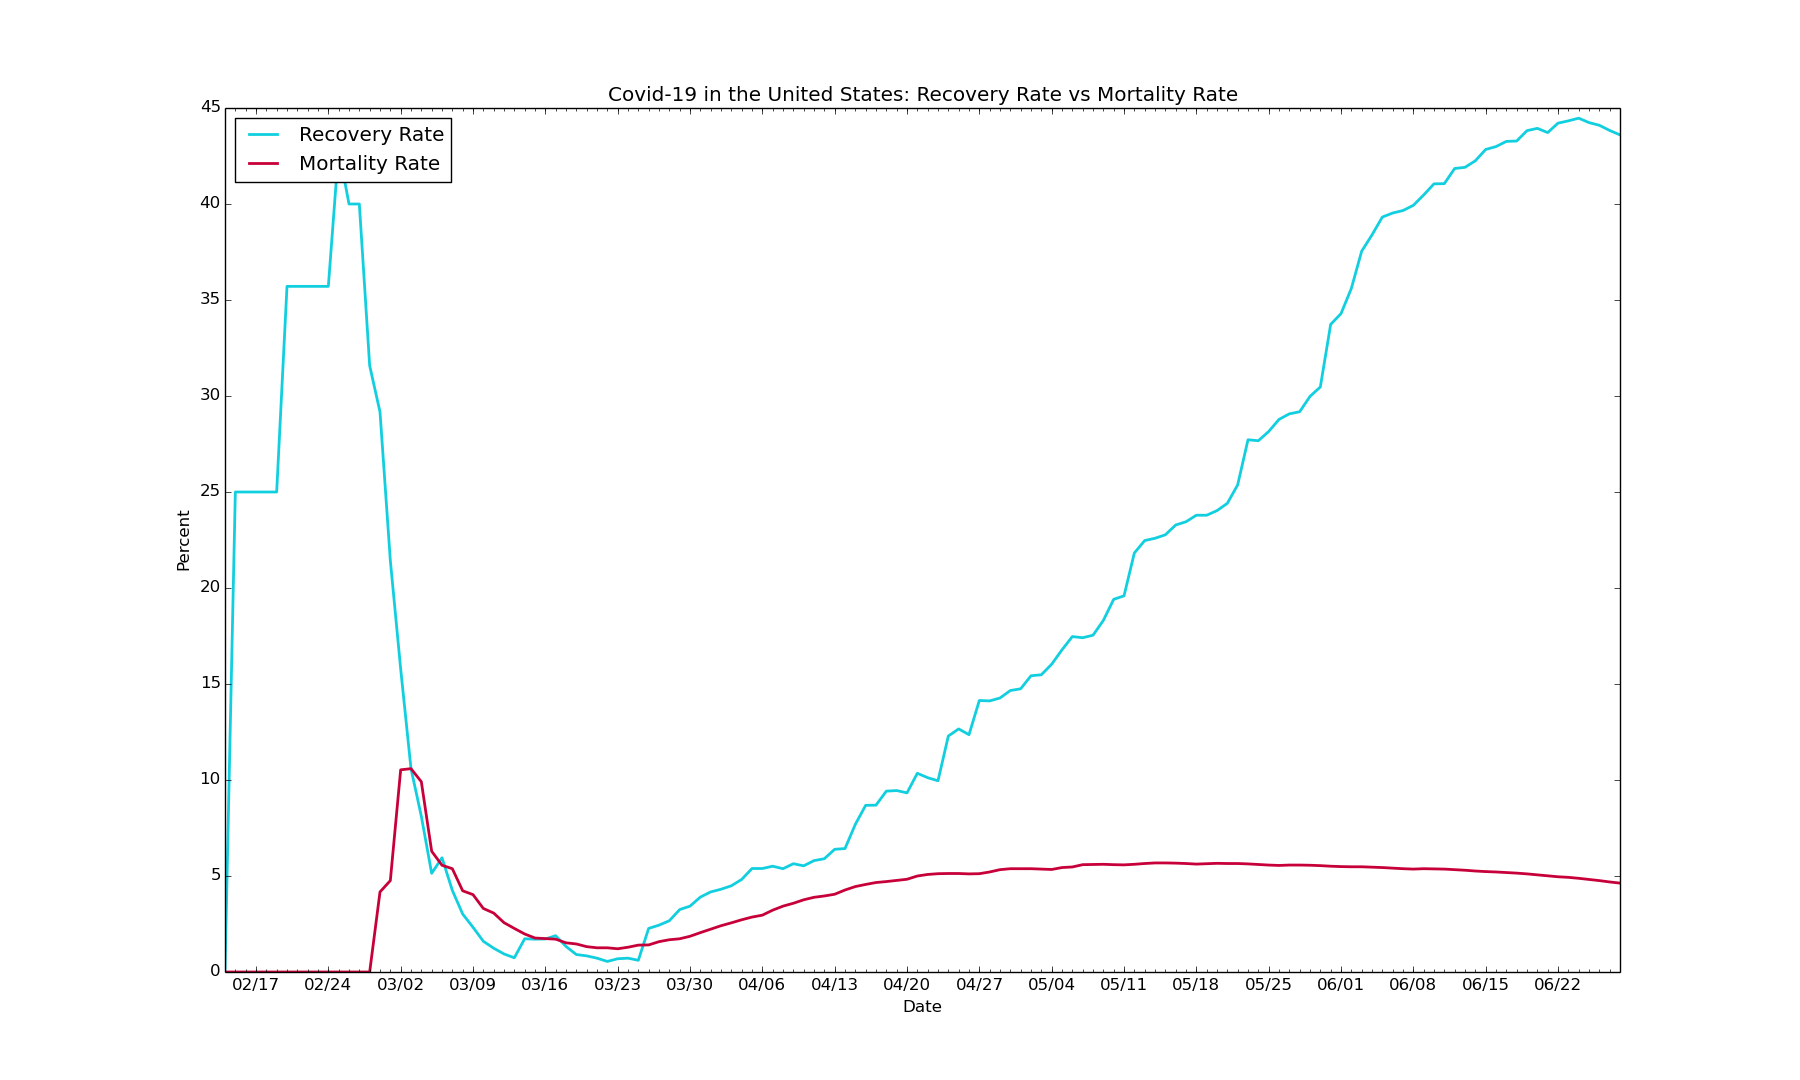 Covid-19 in the United States: Recovery Rate vs Mortality Rate
45
Recovery Rate
Mortality Rate
40
35
30
25
Percent
20
15
10
5
0
02/17 02/24 03/02 03/09 03/16 03/23 03/30 04/06 04/13 04/20 04/27 05/04 05/11 05/18 05/25 06/01 06/08 06/15 06/22
Date